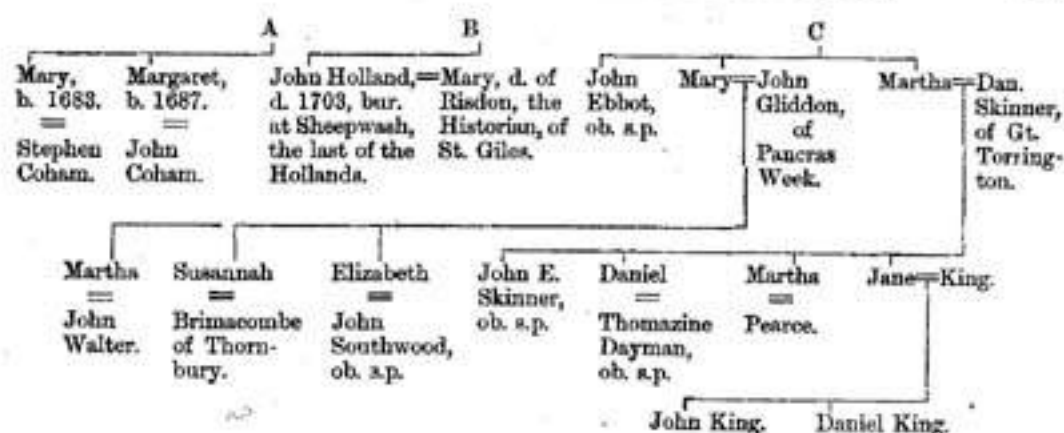 A B C
Mary,
b. 1683.
=
Stephen
Coham.
Margaret,
b. 1687.
=
John
Coham.
John Holland,=Mary, d. of
d. 1703, bur. Risdon, the
at Sheepwash, Historian, of
the last of the St. Giles.
Hollands.
John
Ebbot,
ob. s.p.
Mary=John
Gliddon,
of
Pancras
Week.
Martha=Dan.
Skinner,
of Gt.
Torring-
ton.
Martha
=
John
Walter.
Susannah
=
Brimacombe
of Thorn-
bury.
Elizabeth
=
John
Southwood,
ob. s.p.
John E.
Skinner,
ob. s.p.
Daniel
=
Thomazine
Dayman,
ob. s.p.
Martha
=
Pearce.
Jane=King.
John King. Daniel King.